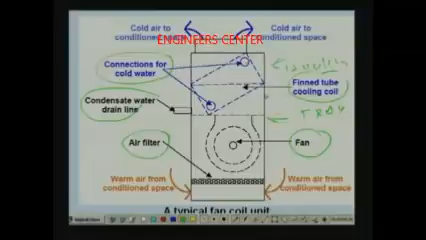 Cold air to
conditioned space
Cold air to
conditioned space
ENGINEERS CENTER
Connections for
cold water
Finned tube
cooling coil
Condensate water
drain line
Air filter
Fan
Warm air from
conditioned space
Warm air from
conditioned space
A typical fan coil unit